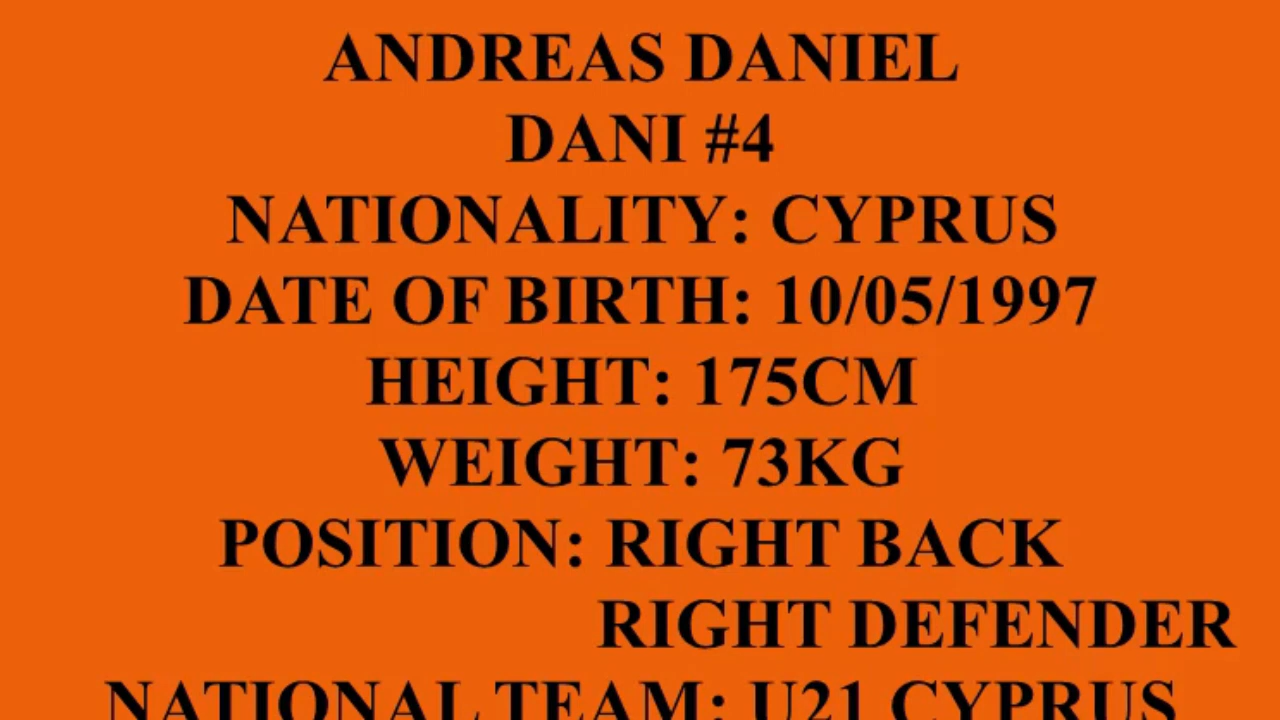 ANDREAS DANIEL
DANI #4
NATIONALITY: CYPRUS
DATE OF BIRTH: 10/05/1997
HEIGHT: 175CM
WEIGHT: 73KG
POSITION: RIGHT BACK
RIGHT DEFENDER
NATIONAL TEAM: U21 CYPRUS